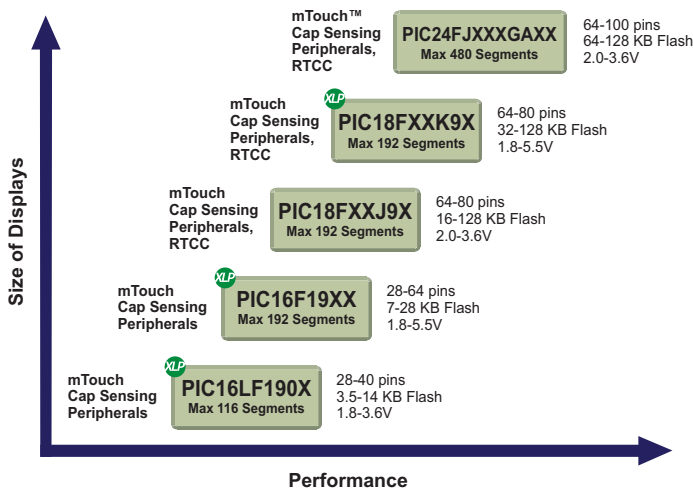 mTouch™
Cap Sensing
Peripherals,
RTCC
PIC24FJXXXGAXX
Max 480 Segments
64-100 pins
64-128 KB Flash
2.0-3.6V
mTouch
Cap Sensing
Peripherals,
RTCC
XLP
PIC18FXXK9X
Max 192 Segments
64-80 pins
32-128 KB Flash
1.8-5.5V
mTouch
Cap Sensing
Peripherals,
RTCC
PIC18FXXJ9X
Max 192 Segments
64-80 pins
16-128 KB Flash
2.0-3.6V
mTouch
Cap Sensing
Peripherals
XLP
PIC16F19XX
Max 192 Segments
28-64 pins
7-28 KB Flash
1.8-5.5V
mTouch
Cap Sensing
Peripherals
XLP
PIC16LF190X
Max 116 Segments
28-40 pins
3.5-14 KB Flash
1.8-3.6V
Size of Displays
Performance